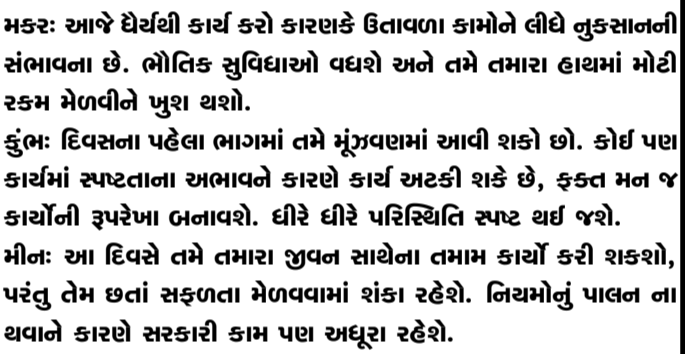 મકરઃ આજે ધૈર્યથી કાર્ય કરો કારણકે ઉતાવળા કામોને લીધે નુકસાનની
સંભાવના છે. ભૌતિક સુવિધાઓ વધશે અને તમે તમારા હાથમાં મોટી
રકમ મેળવીને ખુશ થશો.
કુંભઃ દિવસના પહેલા ભાગમાં તમે મૂંઝવણમાં આવી શકો છો. કોઈ પણ
કાર્યમાં સ્પષ્ટતાના અભાવને કારણે કાર્ય અટકી શકે છે, ફક્ત મન જ
કાર્યોની રૂપરેખા બનાવશે. ધીરે ધીરે પરિસ્થિતિ સ્પષ્ટ થઈ જશે.
મીનઃ આ દિવસે તમે તમારા જીવન સાથેના તમામ કાર્યો કરી શકશો,
પરંતુ તેમ છતાં સફળતા મેળવવામાં શંકા રહેશે. નિયમોનું પાલન ના
થવાને કારણે સરકારી કામ પણ અધૂરા રહેશે.